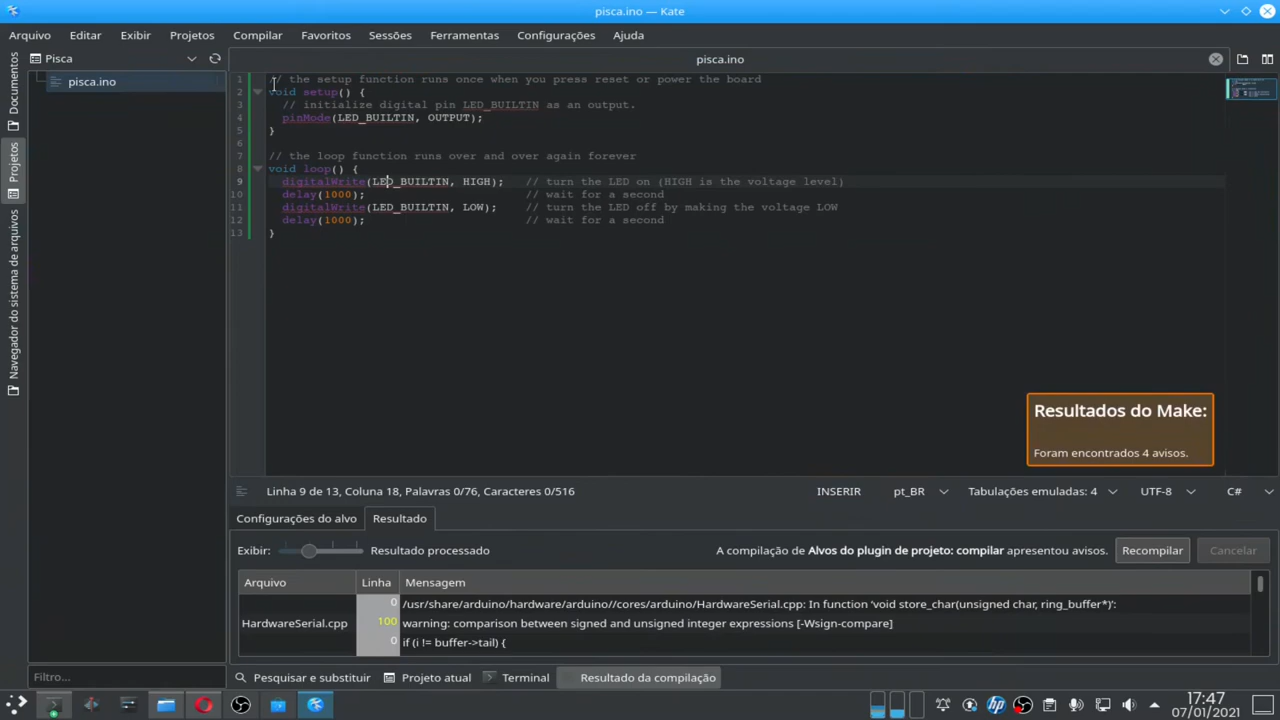 pisca.ino — Kate
Arquivo Editar Exibir Projetos Compilar Favoritos Sessões Ferramentas Configurações Ajuda
Documentos
Projetos
Navegador do sistema de arquivos
Pisca
pisca.ino
pisca.ino
1 // the setup function runs once when you press reset or power the board
2 void setup() {
3 // initialize digital pin LED_BUILTIN as an output.
4 pinMode(LED_BUILTIN, OUTPUT);
5 }
6
7 // the loop function runs over and over again forever
8 void loop() {
9 digitalWrite(LED_BUILTIN, HIGH); // turn the LED on (HIGH is the voltage level)
10 delay(1000); // wait for a second
11 digitalWrite(LED_BUILTIN, LOW); // turn the LED off by making the voltage LOW
12 delay(1000); // wait for a second
13 }
Resultados do Make:
Foram encontrados 4 avisos.
Linha 9 de 13, Coluna 18, Palavras 0/76, Caracteres 0/516 INSERIR pt_BR Tabulações emuladas: 4 UTF-8 C#
Configurações do alvo Resultado
Exibir: Resultado processado A compilação de Alvos do plugin de projeto: compilar apresentou avisos. Recompilar Cancelar
Arquivo Linha Mensagem
0 /usr/share/arduino/hardware/arduino//cores/arduino/HardwareSerial.cpp: In function ‘void store_char(unsigned char, ring_buffer*)’:
HardwareSerial.cpp 100 warning: comparison between signed and unsigned integer expressions [-Wsign-compare]
0 if (i != buffer->tail) {
Filtro... Pesquisar e substituir Projeto atual Terminal Resultado da compilação
17:47
07/01/2021